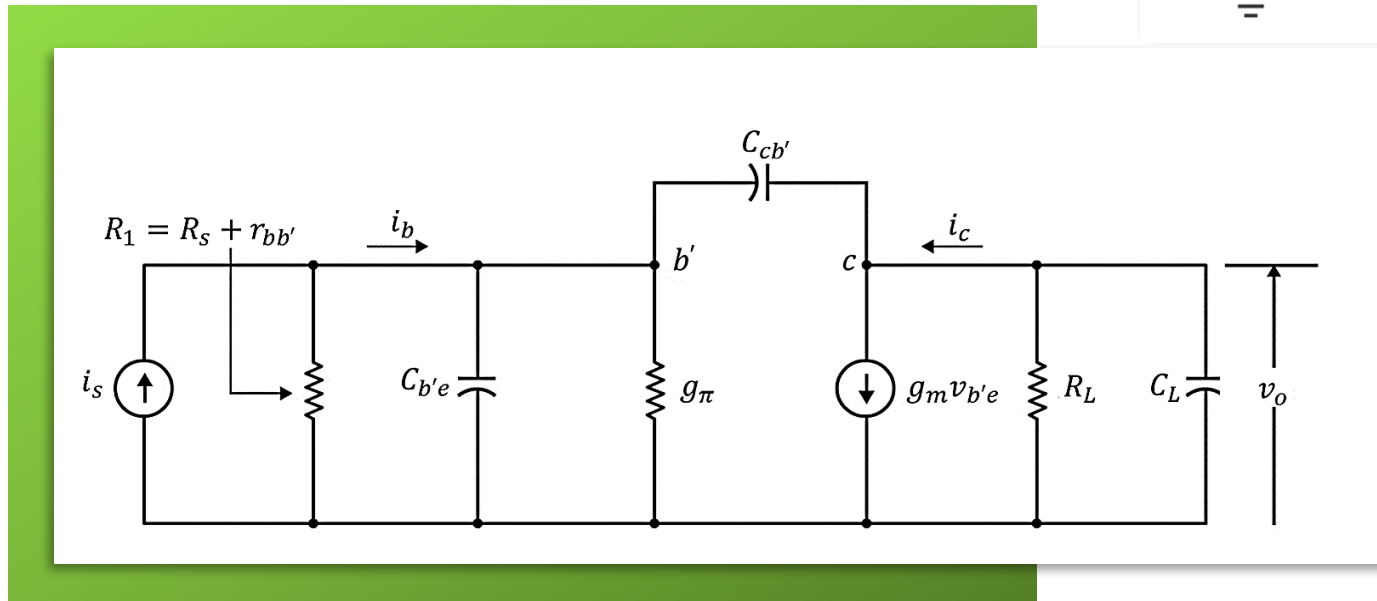 C_{cb'}
R_1 = R_s + r_{bb'}
i_b
i_c
b'
c
i_s
C_{b'e}
g_π
g_m v_{b'e}
R_L
C_L
v_o